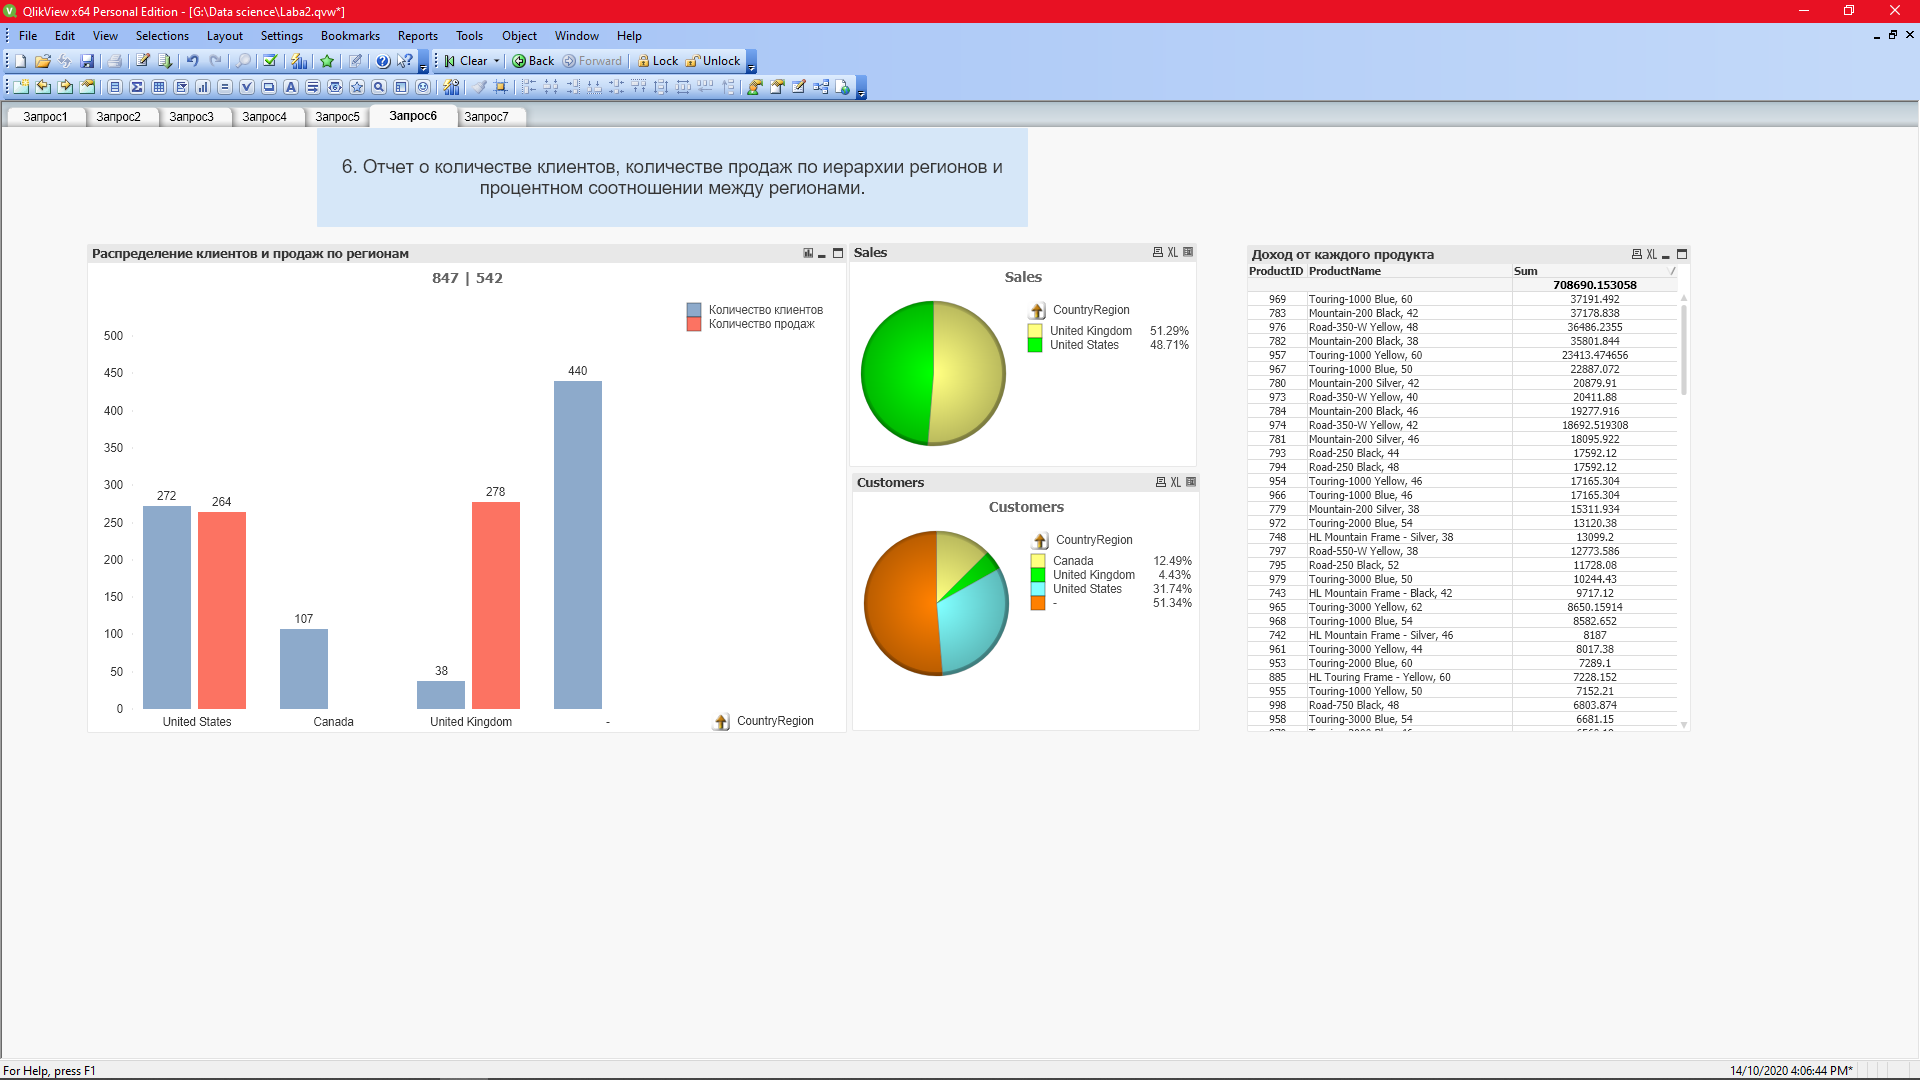 QlikView x64 Personal Edition - [G:\Data science\Laba2.qvw*]
File Edit View Selections Layout Settings Bookmarks Reports Tools Object Window Help
Clear Back Forward Lock Unlock
Запрос1 Запрос2 Запрос3 Запрос4 Запрос5 Запрос6 Запрос7
6. Отчет о количестве клиентов, количестве продаж по иерархии регионов и
процентном соотношении между регионами.
Распределение клиентов и продаж по регионам
847 | 542
Количество клиентов
Количество продаж
500
450
400
350
300
250
200
150
100
50
0
272
264
107
38
278
440
United States Canada United Kingdom -
CountryRegion
Sales XL
Sales
CountryRegion
United Kingdom 51.29%
United States 48.71%
Customers XL
Customers
CountryRegion
Canada 12.49%
United Kingdom 4.43%
United States 31.74%
- 51.34%
Доход от каждого продукта XL
ProductID ProductName Sum
708690.153058
969 Touring-1000 Blue, 60 37191.492
783 Mountain-200 Black, 42 37178.838
976 Road-350-W Yellow, 48 36486.2355
782 Mountain-200 Black, 38 35801.844
957 Touring-1000 Yellow, 60 23413.474656
967 Touring-1000 Blue, 50 22887.072
780 Mountain-200 Silver, 42 20879.91
973 Road-350-W Yellow, 40 20411.88
784 Mountain-200 Black, 46 19277.916
974 Road-350-W Yellow, 42 18692.519308
781 Mountain-200 Silver, 46 18095.922
793 Road-250 Black, 44 17592.12
794 Road-250 Black, 48 17592.12
954 Touring-1000 Yellow, 46 17165.304
966 Touring-1000 Blue, 46 17165.304
779 Mountain-200 Silver, 38 15311.934
972 Touring-2000 Blue, 54 13120.38
748 HL Mountain Frame - Silver, 38 13099.2
797 Road-550-W Yellow, 38 12773.586
795 Road-250 Black, 52 11728.08
979 Touring-3000 Blue, 50 10244.43
743 HL Mountain Frame - Black, 42 9717.12
965 Touring-3000 Yellow, 62 8650.15914
968 Touring-1000 Blue, 54 8582.652
742 HL Mountain Frame - Silver, 46 8187
961 Touring-3000 Yellow, 44 8017.38
953 Touring-2000 Blue, 60 7289.1
885 HL Touring Frame - Yellow, 60 7228.152
955 Touring-1000 Yellow, 50 7152.21
998 Road-750 Black, 48 6803.874
958 Touring-3000 Blue, 54 6681.15
For Help, press F1
14/10/2020 4:06:44 PM*